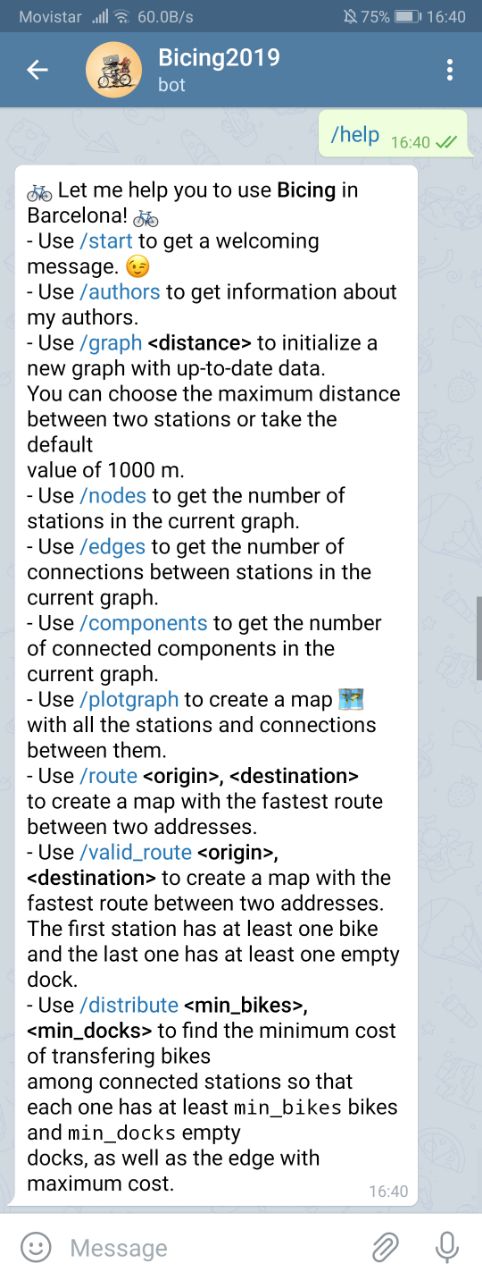 Movistar 60.0B/s 75% 16:40
Bicing2019
bot
/help 16:40
🚲 Let me help you to use Bicing in
Barcelona! 🚲
- Use /start to get a welcoming
message. 😉
- Use /authors to get information about
my authors.
- Use /graph <distance> to initialize a
new graph with up-to-date data.
You can choose the maximum distance
between two stations or take the
default
value of 1000 m.
- Use /nodes to get the number of
stations in the current graph.
- Use /edges to get the number of
connections between stations in the
current graph.
- Use /components to get the number
of connected components in the
current graph.
- Use /plotgraph to create a map 🗺
with all the stations and connections
between them.
- Use /route <origin>, <destination>
to create a map with the fastest route
between two addresses.
- Use /valid_route <origin>,
<destination> to create a map with the
fastest route between two addresses.
The first station has at least one bike
and the last one has at least one empty
dock.
- Use /distribute <min_bikes>,
<min_docks> to find the minimum cost
of transfering bikes
among connected stations so that
each one has at least min_bikes bikes
and min_docks empty
docks, as well as the edge with
maximum cost.
16:40
Message